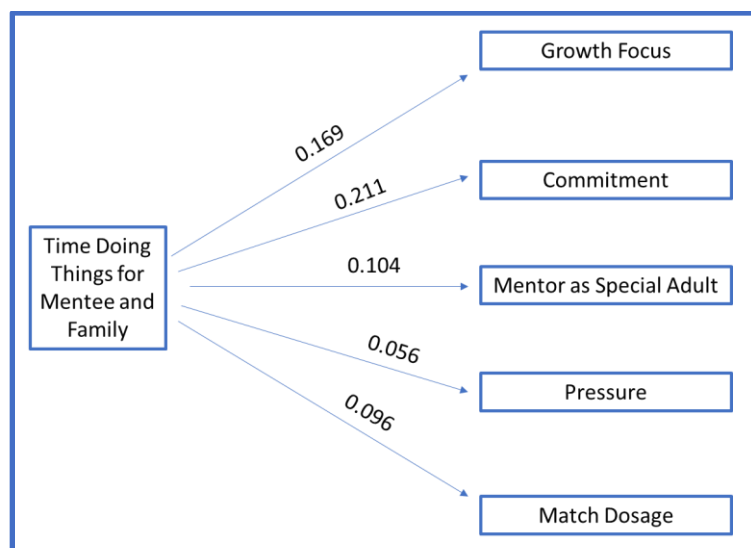 Growth Focus
0.169
Commitment
0.211
Time Doing
Things for
Mentee and
Family
0.104
Mentor as Special Adult
0.056
Pressure
0.096
Match Dosage